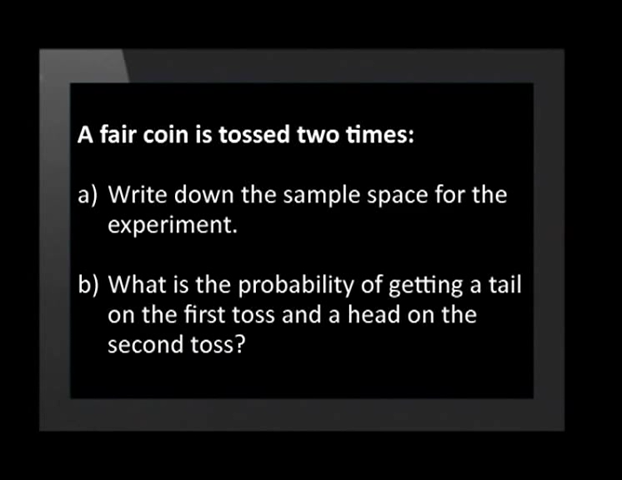 A fair coin is tossed two times:
a) Write down the sample space for the
experiment.
b) What is the probability of getting a tail
on the first toss and a head on the
second toss?